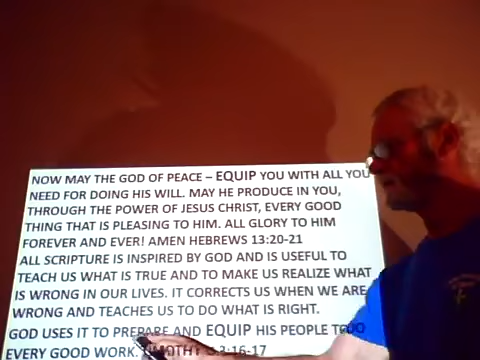 NOW MAY THE GOD OF PEACE – EQUIP YOU WITH ALL YOU
NEED FOR DOING HIS WILL. MAY HE PRODUCE IN YOU,
THROUGH THE POWER OF JESUS CHRIST, EVERY GOOD
THING THAT IS PLEASING TO HIM. ALL GLORY TO HIM
FOREVER AND EVER! AMEN HEBREWS 13:20-21
ALL SCRIPTURE IS INSPIRED BY GOD AND IS USEFUL TO
TEACH US WHAT IS TRUE AND TO MAKE US REALIZE WHAT
IS WRONG IN OUR LIVES. IT CORRECTS US WHEN WE ARE
WRONG AND TEACHES US TO DO WHAT IS RIGHT.
GOD USES IT TO PREPARE AND EQUIP HIS PEOPLE TO DO
EVERY GOOD WORK. 3:16-17